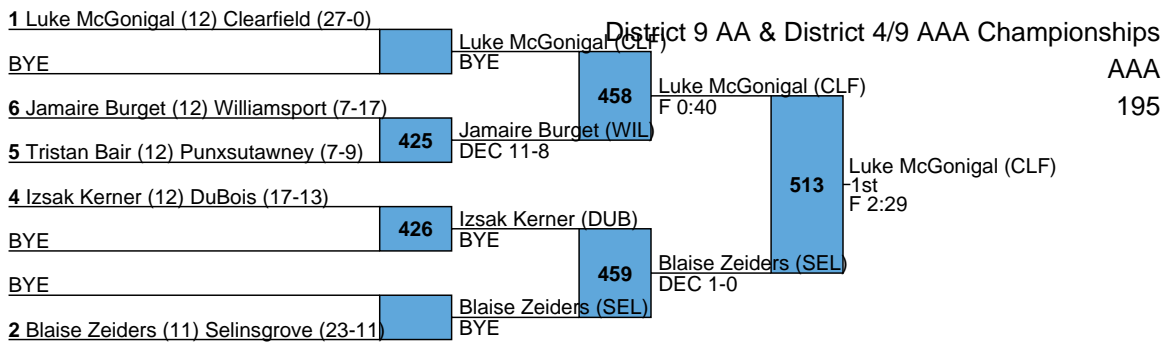 1 Luke McGonigal (12) Clearfield (27-0)
District 9 AA & District 4/9 AAA Championships
AAA
195
BYE
Luke McGonigal (CLF)
BYE
6 Jamaire Burget (12) Williamsport (7-17)
5 Tristan Bair (12) Punxsutawney (7-9)
425
Jamaire Burget (WIL)
DEC 11-8
458
Luke McGonigal (CLF)
F 0:40
4 Izsak Kerner (12) DuBois (17-13)
BYE
426
Izsak Kerner (DUB)
BYE
BYE
2 Blaise Zeiders (11) Selinsgrove (23-11)
Blaise Zeiders (SEL)
BYE
459
Blaise Zeiders (SEL)
DEC 1-0
513
Luke McGonigal (CLF)
1st
F 2:29